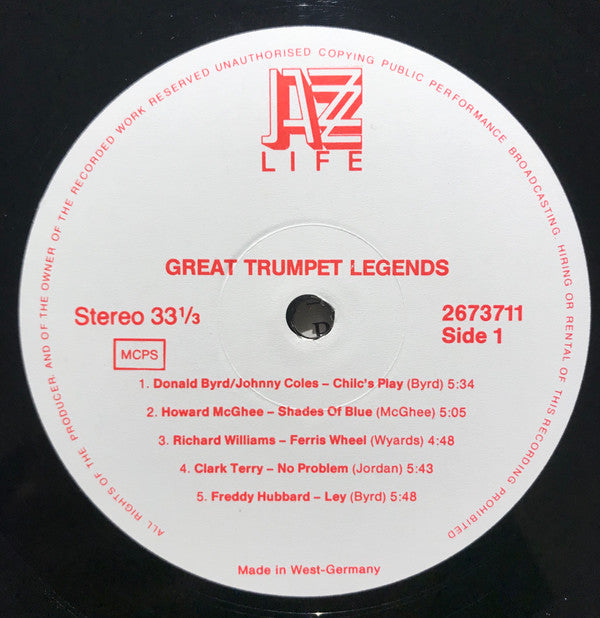 ALL RIGHTS OF THE PRODUCER AND OF THE OWNER OF THE RECORDED WORK RESERVED UNAUTHORISED COPYING PUBLIC PERFORMANCE BROADCASTING HIRING OR RENTAL OF THIS RECORDING PROHIBITED
JAZZ
LIFE
GREAT TRUMPET LEGENDS
Stereo 33 1/3
2673711
Side 1
MCPS
1. Donald Byrd/Johnny Coles – Chilc's Play (Byrd) 5:34
2. Howard McGhee – Shades Of Blue (McGhee) 5:05
3. Richard Williams – Ferris Wheel (Wyards) 4:48
4. Clark Terry – No Problem (Jordan) 5:43
5. Freddy Hubbard – Ley (Byrd) 5:48
Made in West-Germany